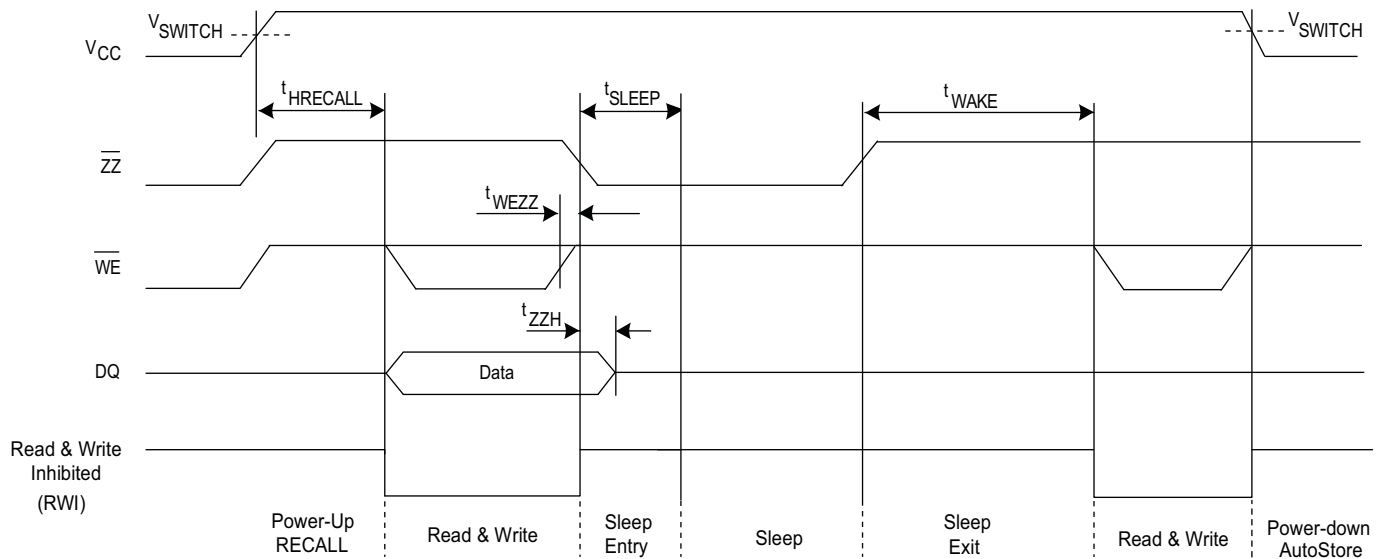 VSWITCH
VSWITCH
VCC
tHRECALL
tSLEEP
tWAKE
ZZ
tWEZZ
WE
tZZH
DQ
Data
Read & Write
Inhibited
(RWI)
Power-Up
RECALL
Read & Write
Sleep
Entry
Sleep
Sleep
Exit
Read & Write
Power-down
AutoStore